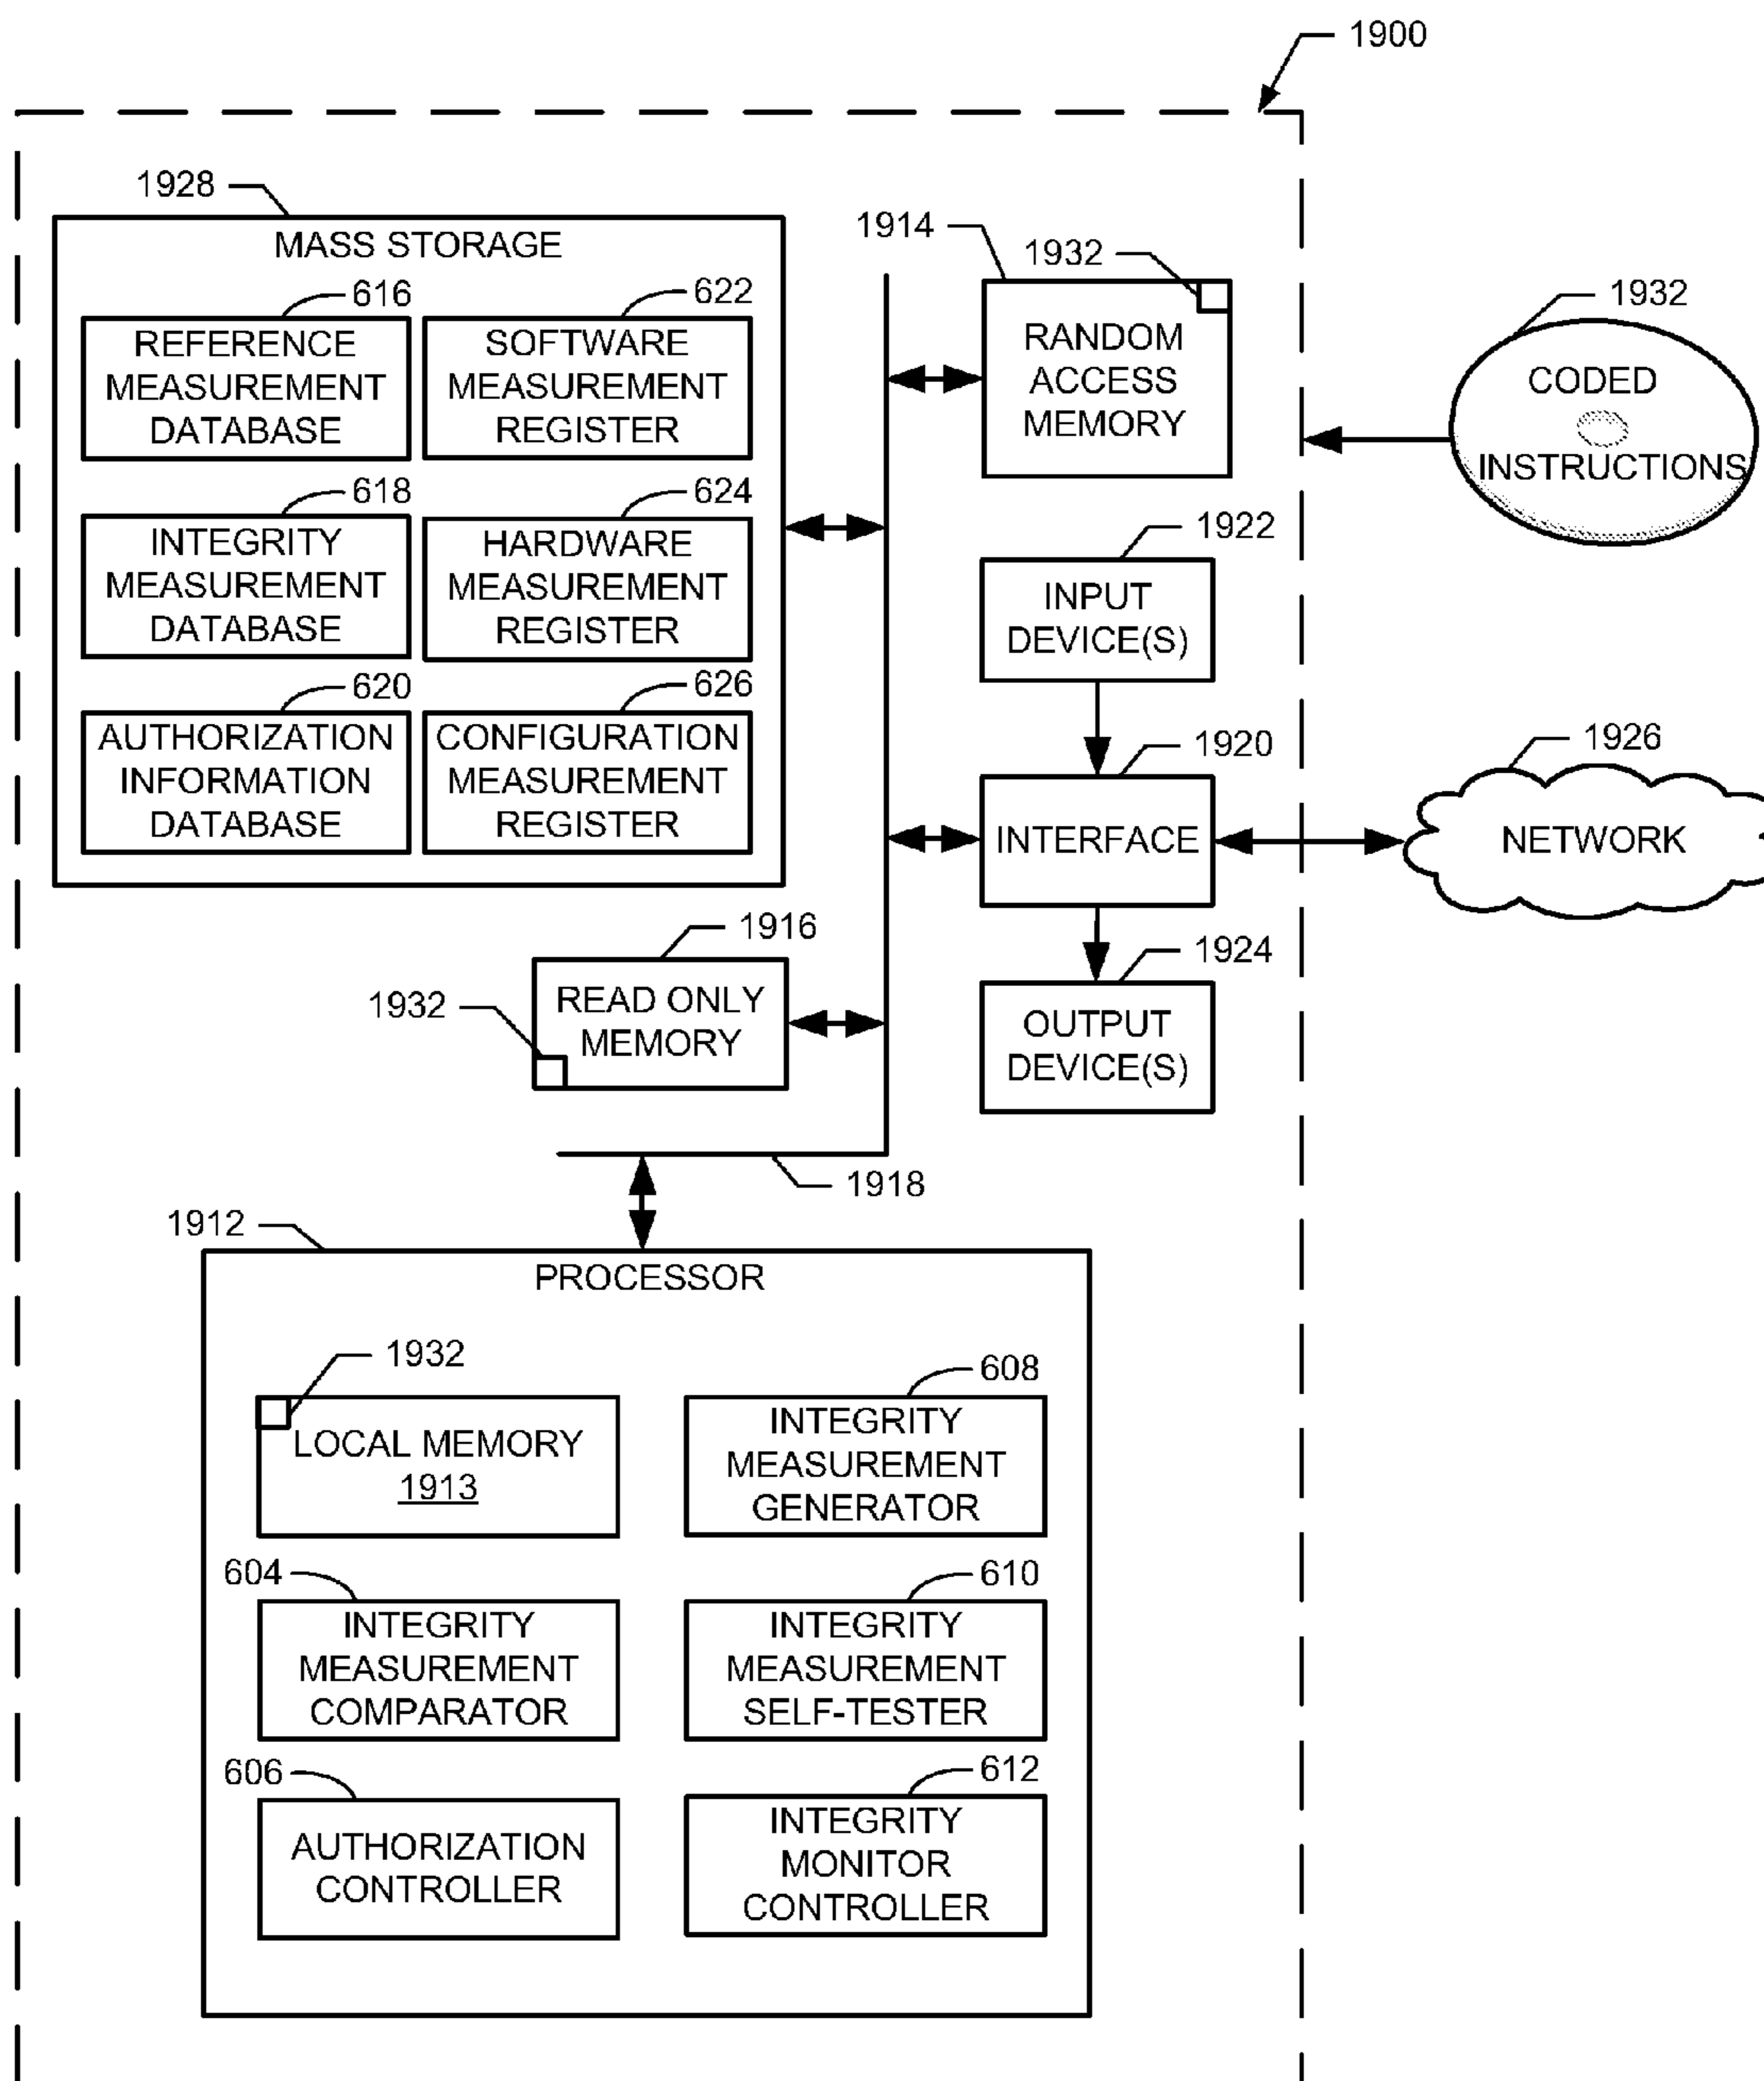 1900
1928
MASS STORAGE
616
REFERENCE
MEASUREMENT
DATABASE
622
SOFTWARE
MEASUREMENT
REGISTER
618
INTEGRITY
MEASUREMENT
DATABASE
624
HARDWARE
MEASUREMENT
REGISTER
620
AUTHORIZATION
INFORMATION
DATABASE
626
CONFIGURATION
MEASUREMENT
REGISTER
1914
1932
RANDOM
ACCESS
MEMORY
1932
CODED
INSTRUCTIONS
1922
INPUT
DEVICE(S)
1920
INTERFACE
1926
NETWORK
1924
OUTPUT
DEVICE(S)
1916
1932
READ ONLY
MEMORY
1918
1912
PROCESSOR
1932
LOCAL MEMORY
1913
608
INTEGRITY
MEASUREMENT
GENERATOR
604
INTEGRITY
MEASUREMENT
COMPARATOR
610
INTEGRITY
MEASUREMENT
SELF-TESTER
606
AUTHORIZATION
CONTROLLER
612
INTEGRITY
MONITOR
CONTROLLER